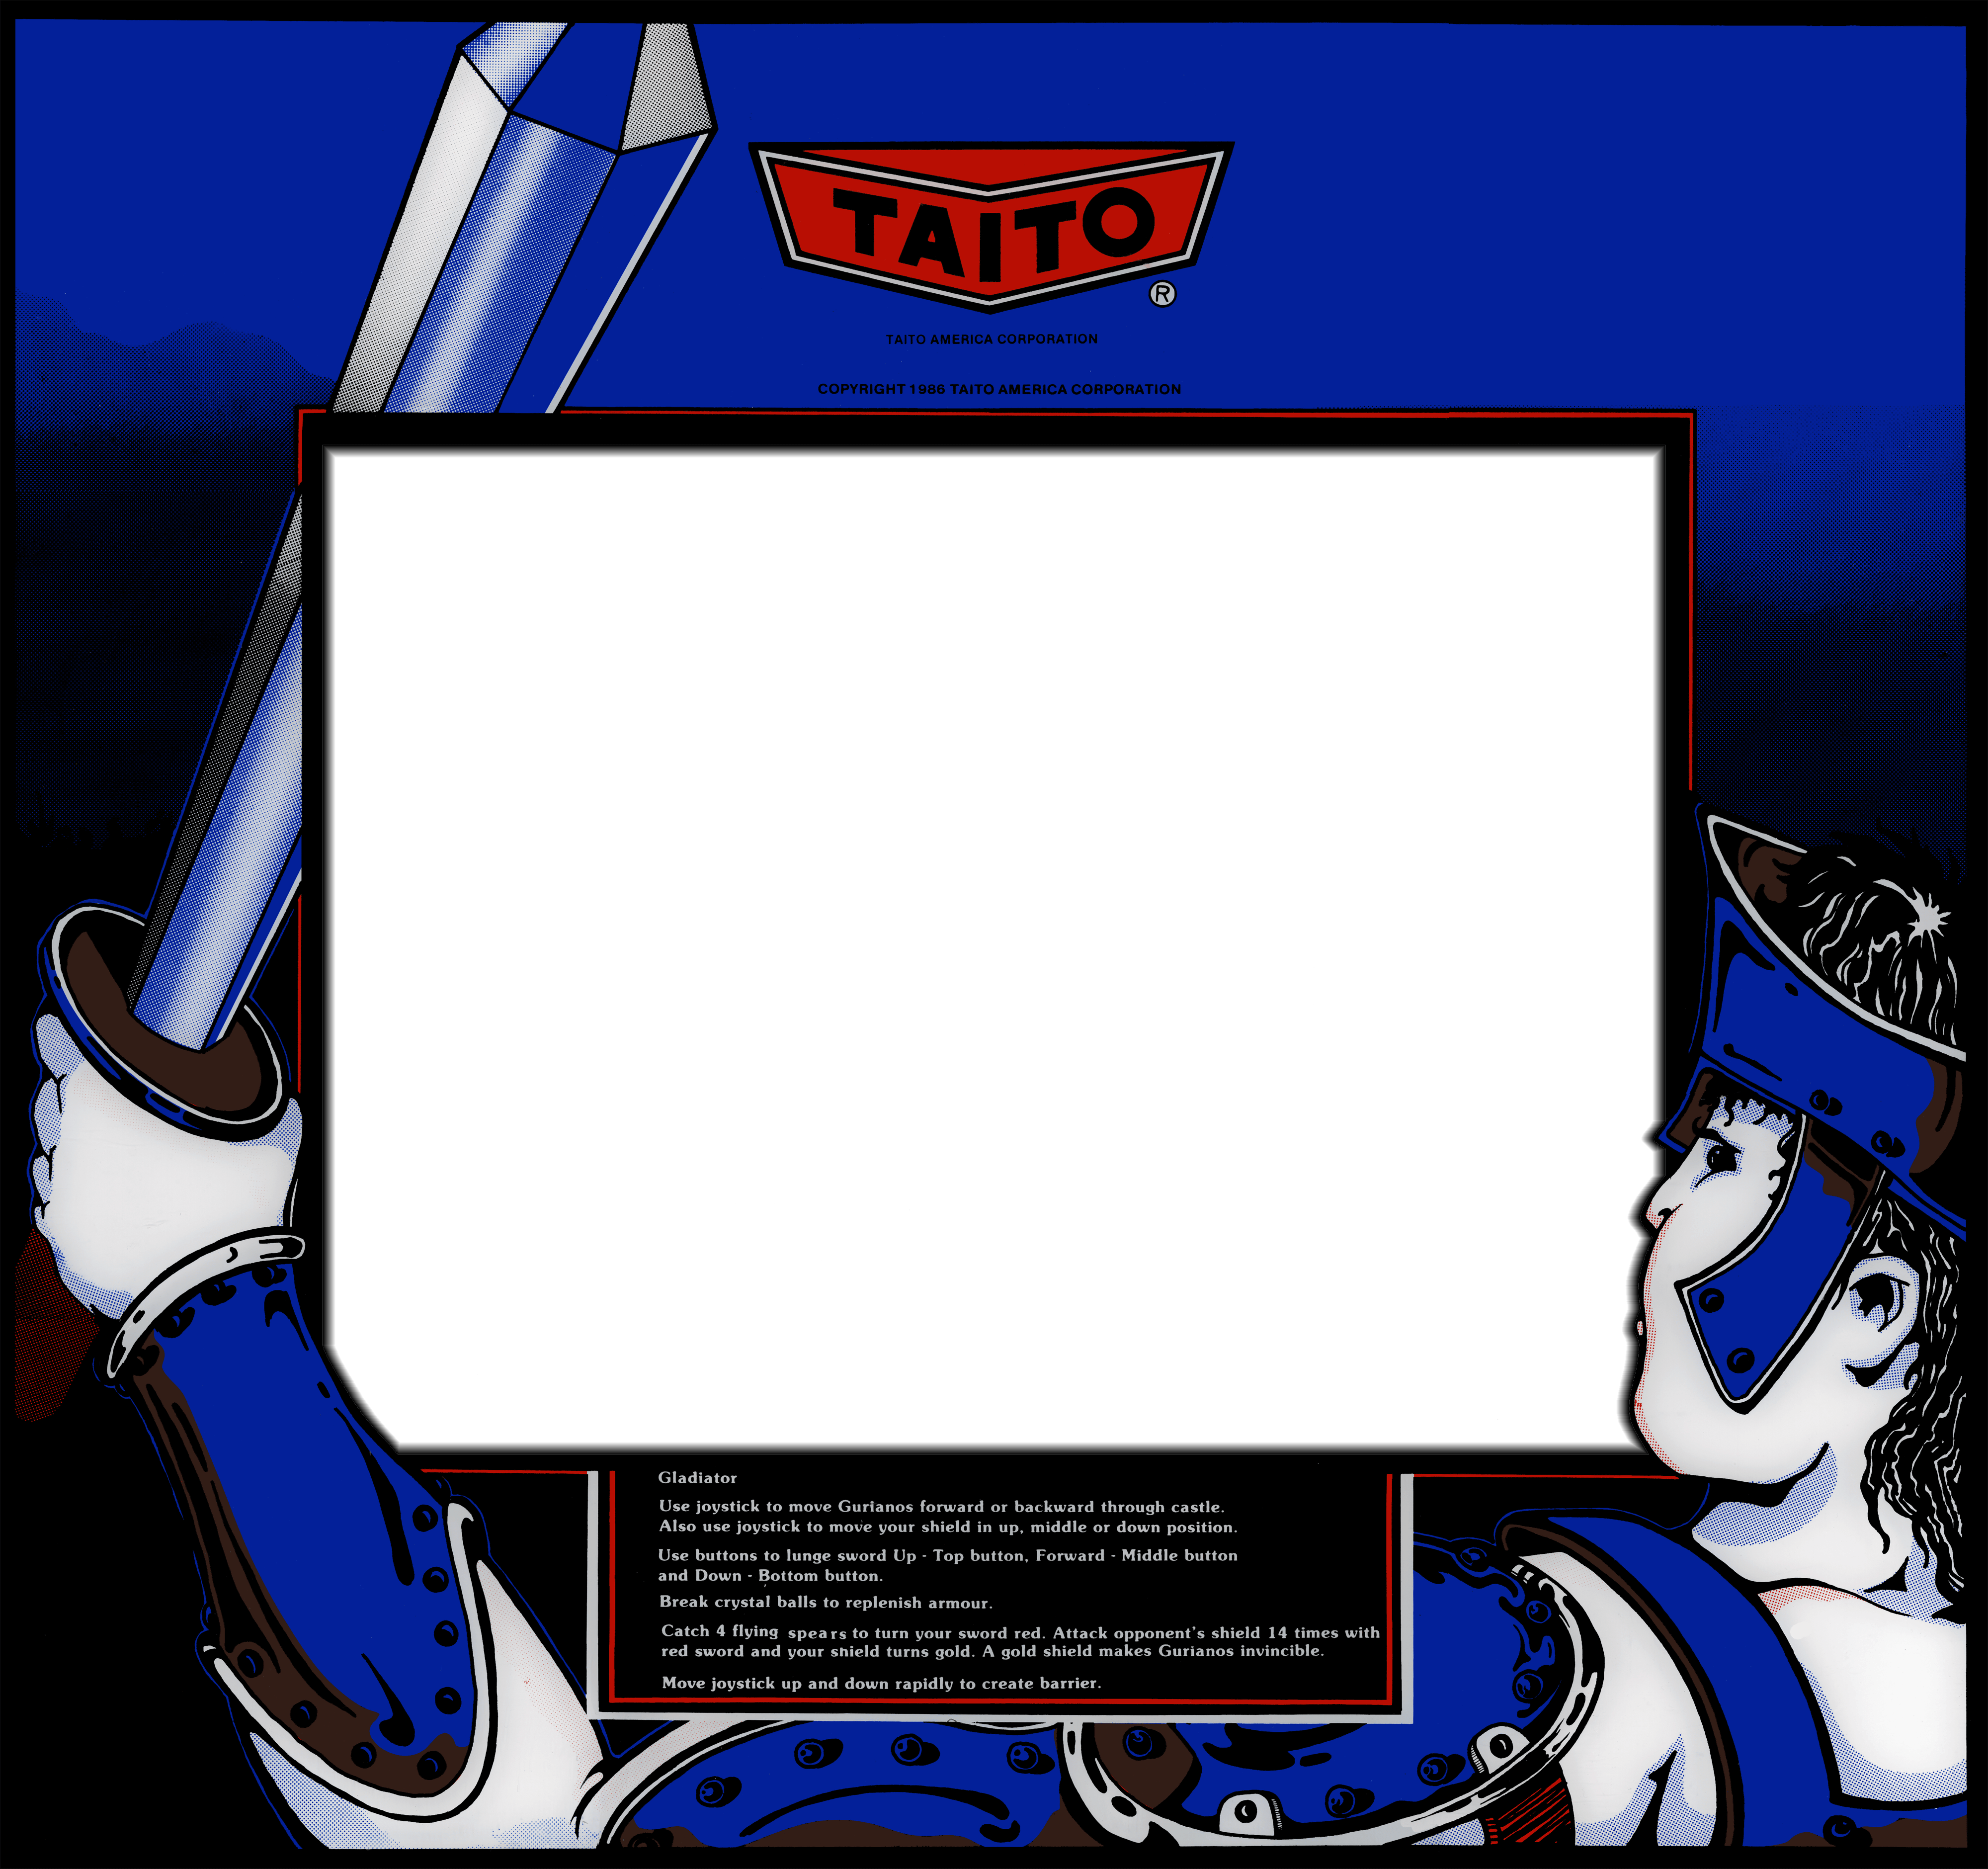 TAITO
®
TAITO AMERICA CORPORATION
COPYRIGHT 1986 TAITO AMERICA CORPORATION
Gladiator
Use joystick to move Gurianos forward or backward through castle.
Also use joystick to move your shield in up, middle or down position.
Use buttons to lunge sword Up - Top button, Forward - Middle button
and Down - Bottom button.
Break crystal balls to replenish armour.
Catch 4 flying spears to turn your sword red. Attack opponent's shield 14 times with
red sword and your shield turns gold. A gold shield makes Gurianos invincible.
Move joystick up and down rapidly to create barrier.